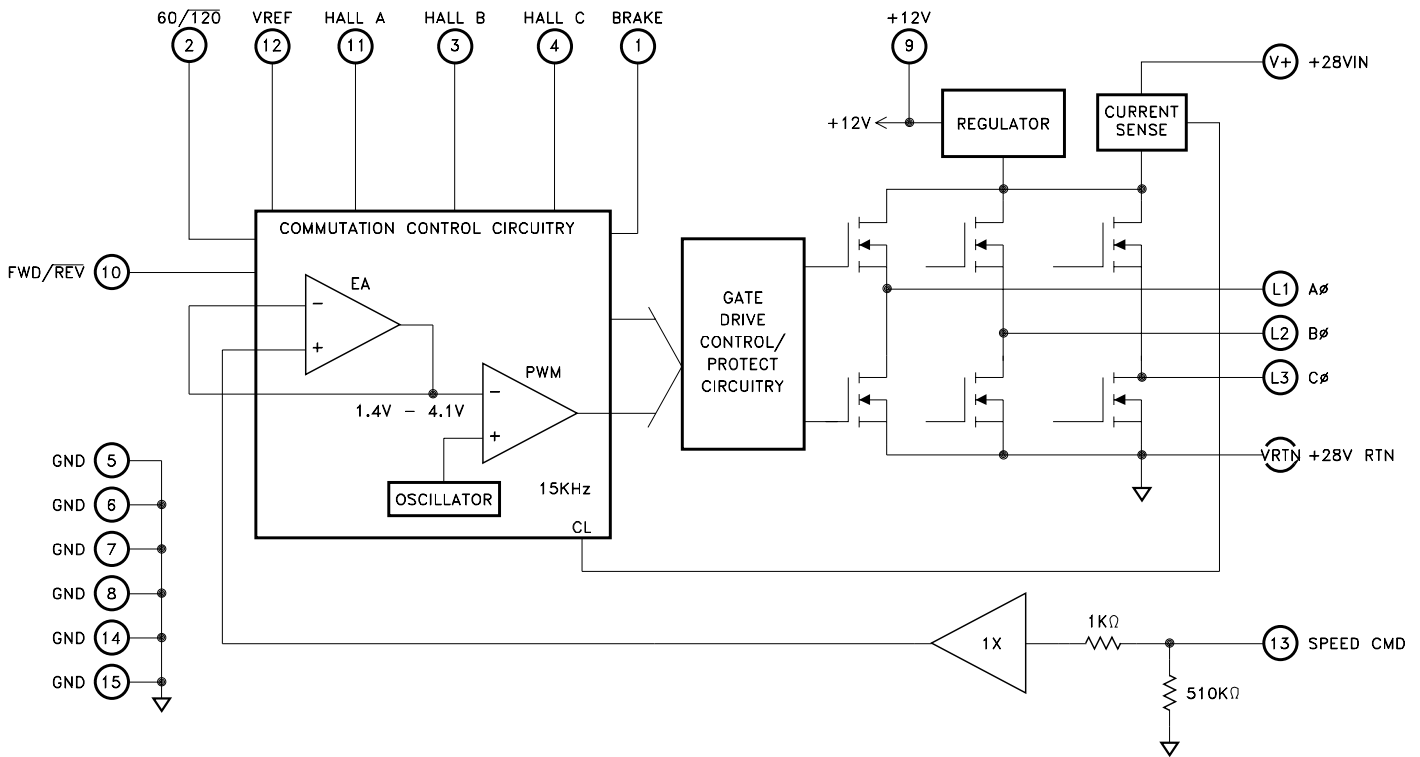 60/120
VREF
HALL A
HALL B
HALL C
BRAKE
+12V
2
12
11
3
4
1
9
V+ +28VIN
+12V
REGULATOR
CURRENT
SENSE
COMMUTATION CONTROL CIRCUITRY
FWD/REV 10
EA
−
+
GATE
DRIVE
CONTROL/
PROTECT
CIRCUITRY
L1 AØ
L2 BØ
L3 CØ
PWM
−
+
1.4V − 4.1V
OSCILLATOR
15KHz
CL
VRTN +28V RTN
GND 5
GND 6
GND 7
GND 8
GND 14
GND 15
1X
1KΩ
13 SPEED CMD
510KΩ